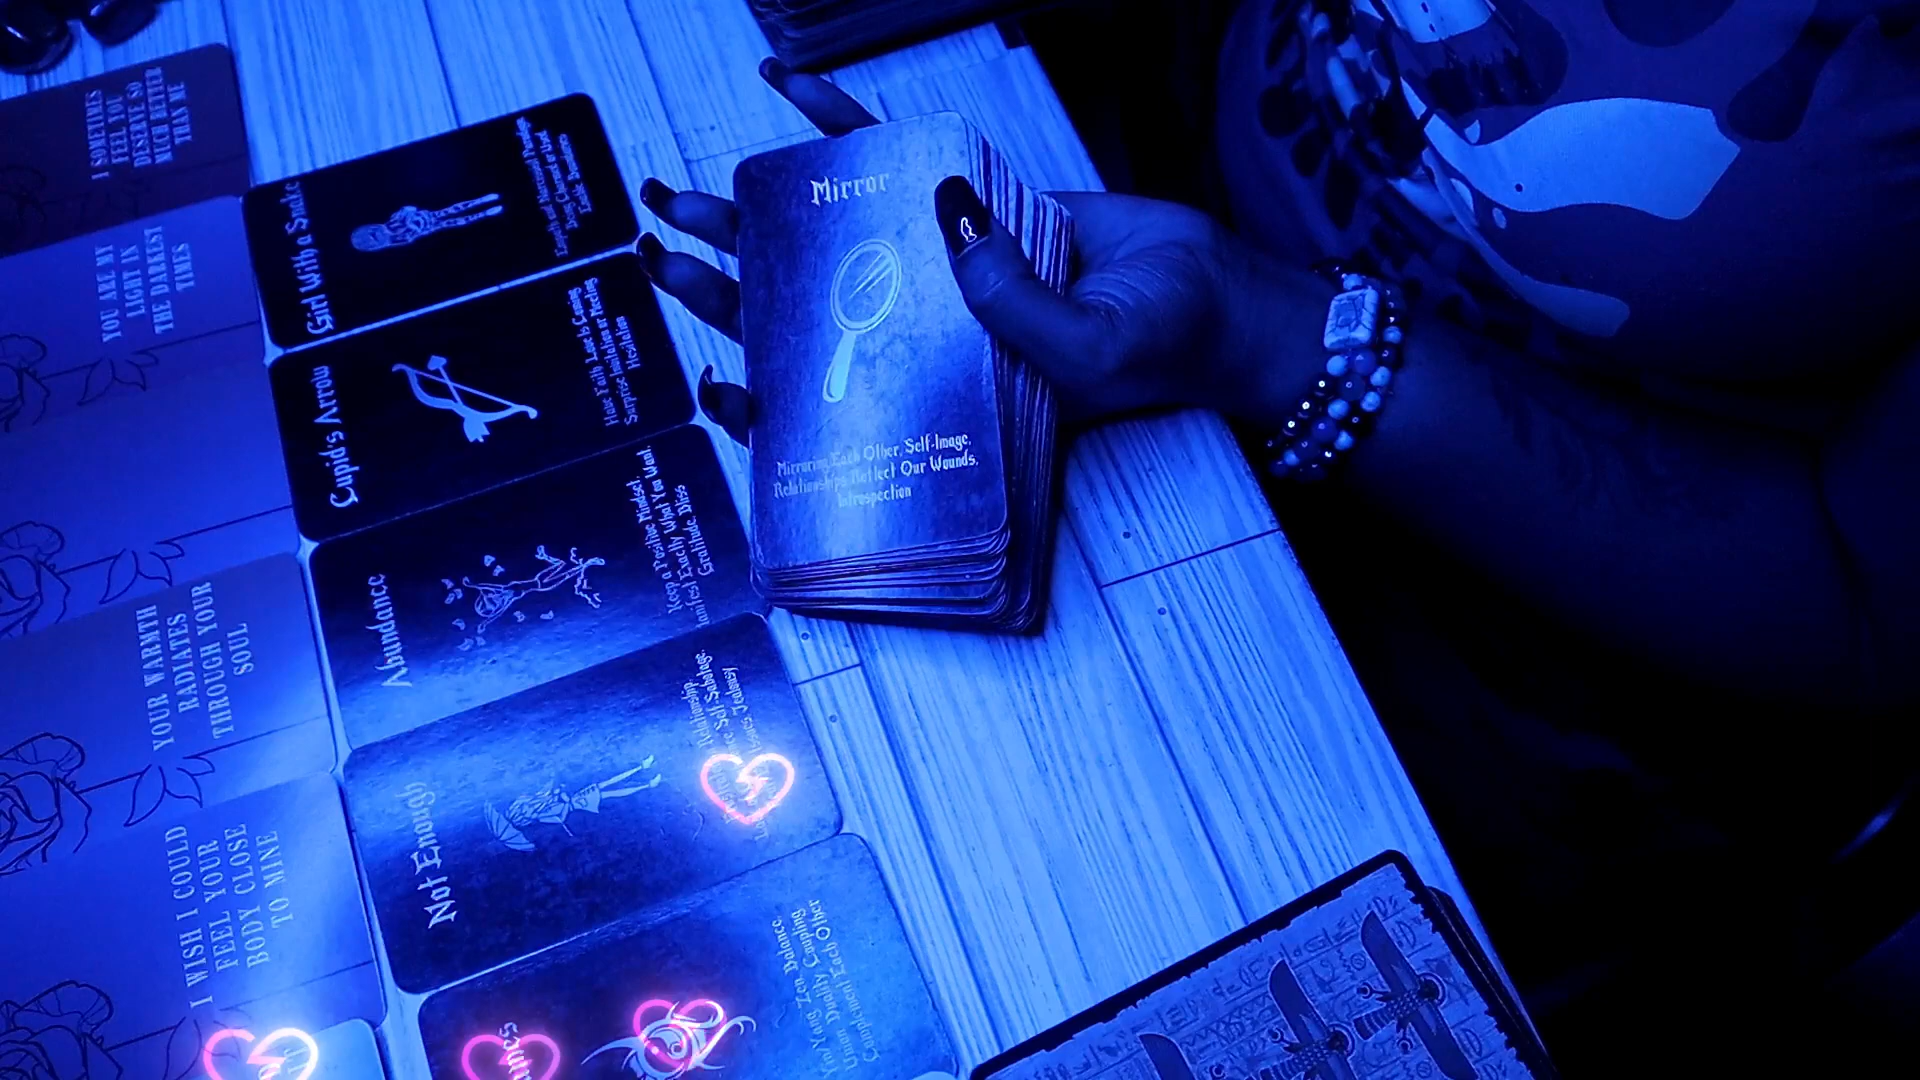 I SOMETIMES
FEEL YOU
DESERVE SO
MUCH BETTER
THAN ME
YOU ARE MY
LIGHT IN
THE DARKEST
TIMES
YOUR WARMTH
RADIATES
THROUGH YOUR
SOUL
I WISH I COULD
FEEL YOUR
BODY CLOSE
TO MINE
Girl With a Snake
Cupid's Arrow
Have Faith Love Is Coming
Surprise Invitation or Meeting
Hesitation
Abundance
Keep a Positive Mindset,
Manifest Exactly What You Want,
Gratitude, Bliss
Not Enough
Relationship,
Self-Sabotage,
Issues, Jealousy
Yin/Yang, Zen, Balance,
Union, Duality, Coupling
Complement Each Other
Mirror
Mirroring Each Other, Self-Image,
Relationships Reflect Our Wounds,
Introspection